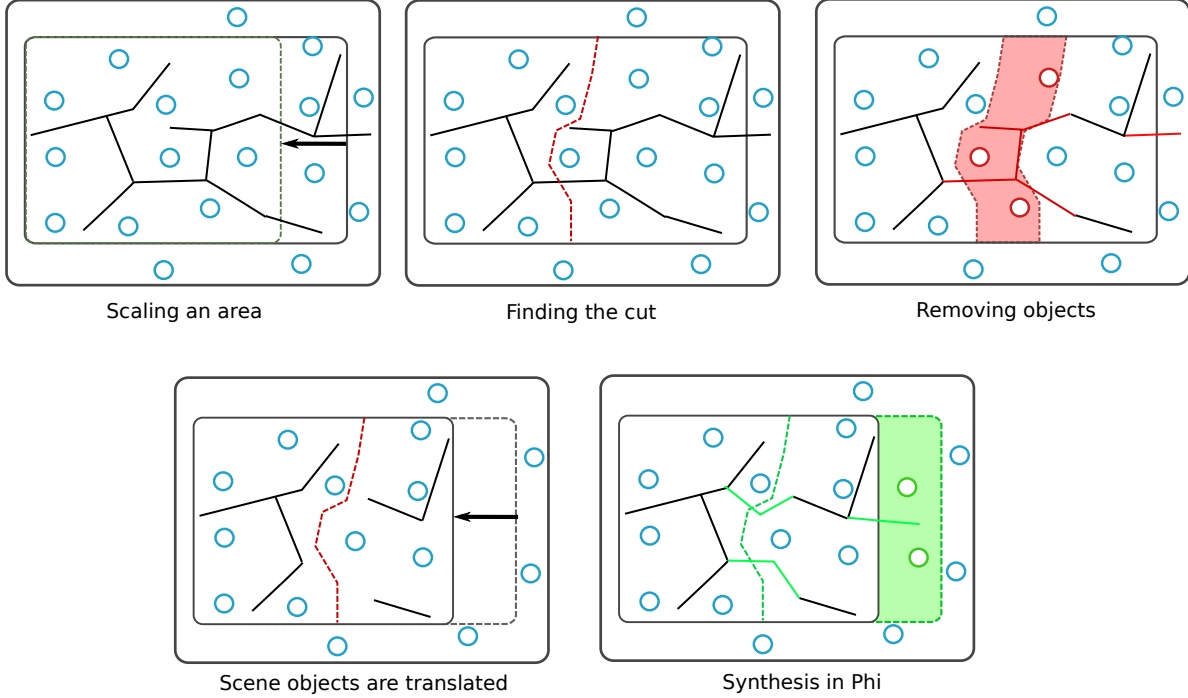 Scaling an area
Finding the cut
Removing objects
Scene objects are translated
Synthesis in Phi